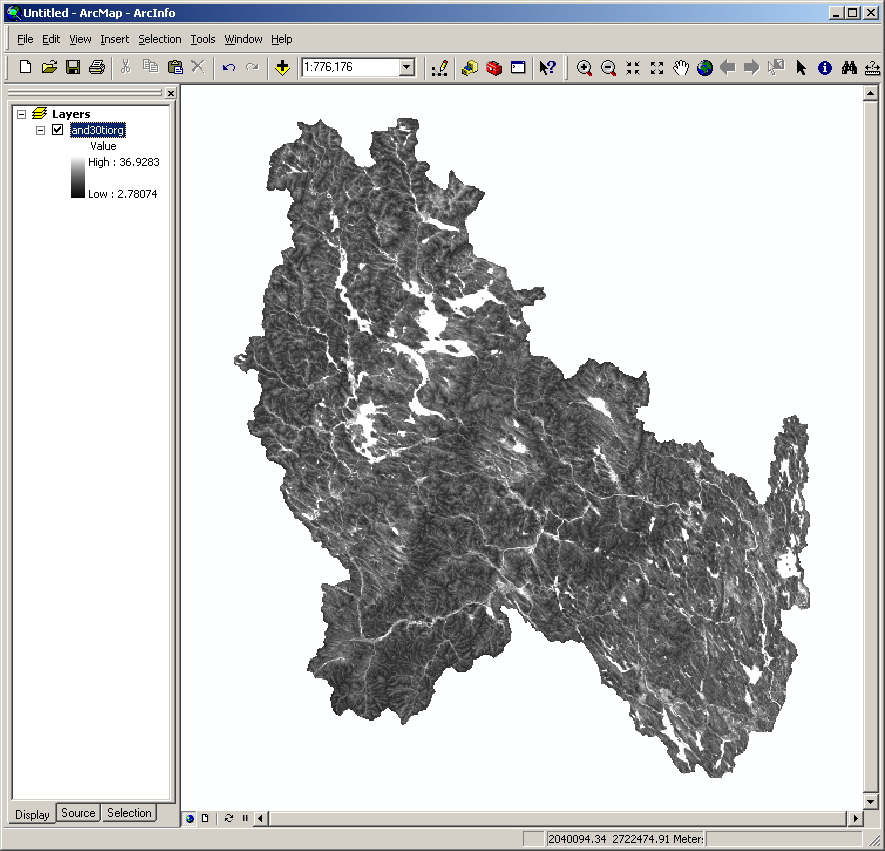 Untitled - ArcMap - ArcInfo
File Edit View Insert Selection Tools Window Help
1:776,176
Layers
and30tiorg
Value
High : 36.9283
Low : 2.78074
Display Source Selection
2040094.34 2722474.91 Meters